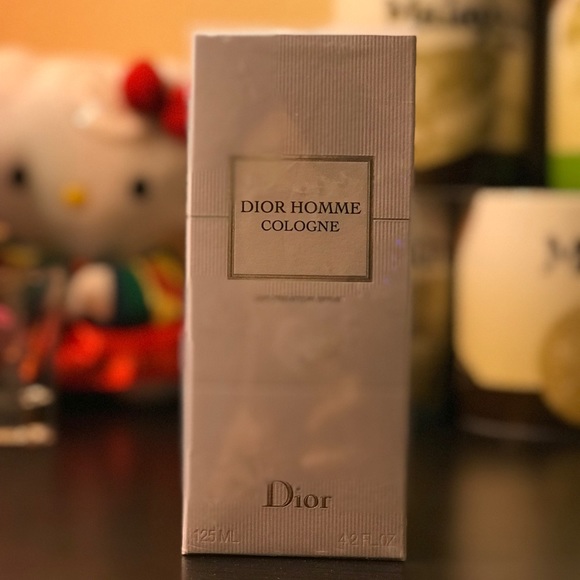 DIOR HOMME
COLOGNE
Dior
125 ML
4.2 FL.OZ